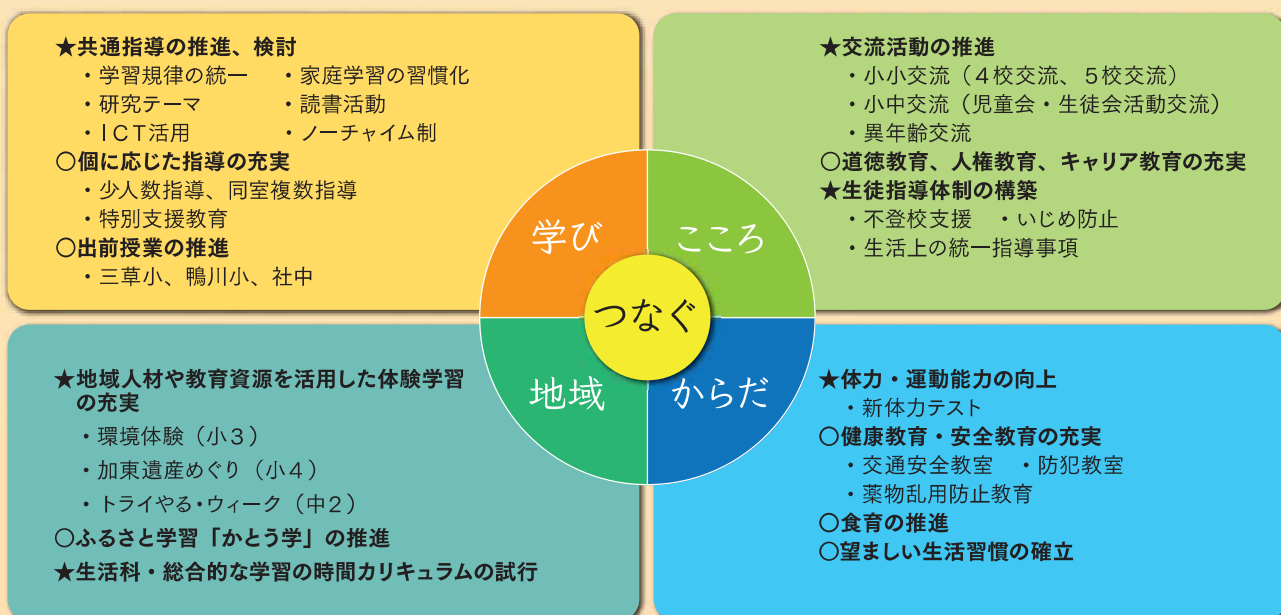 ★共通指導の推進、検討
・学習規律の統一　・家庭学習の習慣化
・研究テーマ　・読書活動
・ICT活用　・ノーチャイム制
○個に応じた指導の充実
・少人数指導、同室複数指導
・特別支援教育
○出前授業の推進
・三草小、鴨川小、社中
★交流活動の推進
・小小交流（４校交流、５校交流）
・小中交流（児童会・生徒会活動交流）
・異年齢交流
○道徳教育、人権教育、キャリア教育の充実
★生徒指導体制の構築
・不登校支援　・いじめ防止
・生活上の統一指導事項
学び
こころ
つなぐ
地域
からだ
★地域人材や教育資源を活用した体験学習
の充実
・環境体験（小３）
・加東遺産めぐり（小４）
・トライやる・ウィーク（中２）
○ふるさと学習「かとう学」の推進
★生活科・総合的な学習の時間カリキュラムの試行
★体力・運動能力の向上
・新体力テスト
○健康教育・安全教育の充実
・交通安全教室　・防犯教室
・薬物乱用防止教育
○食育の推進
○望ましい生活習慣の確立